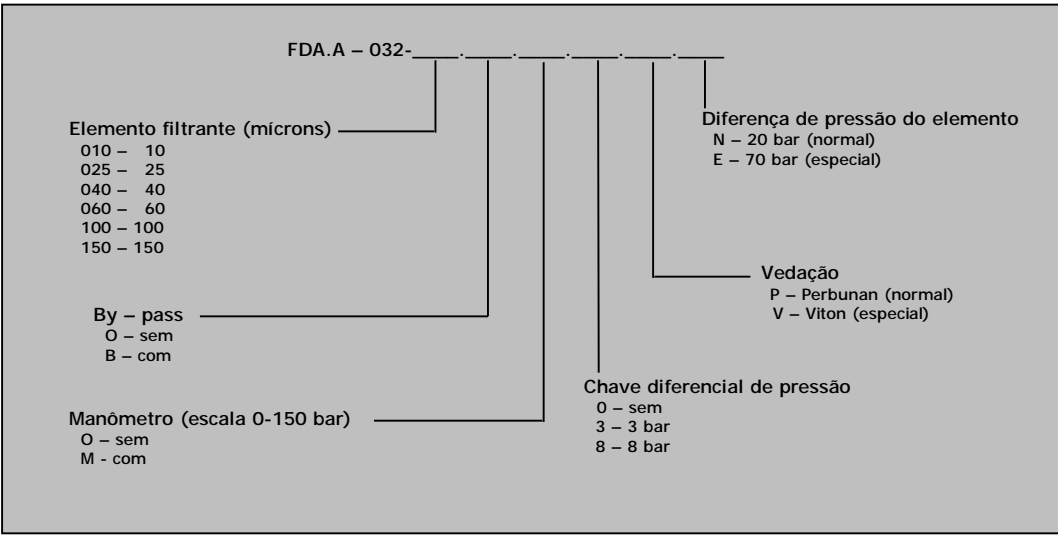 FDA.A – 032-____.____.____.____.____.____
Elemento filtrante (mícrons)
010 – 10
025 – 25
040 – 40
060 – 60
100 – 100
150 – 150
By – pass
O – sem
B – com
Manômetro (escala 0-150 bar)
O – sem
M - com
Chave diferencial de pressão
0 – sem
3 – 3 bar
8 – 8 bar
Vedação
P – Perbunan (normal)
V – Viton (especial)
Diferença de pressão do elemento
N – 20 bar (normal)
E – 70 bar (especial)